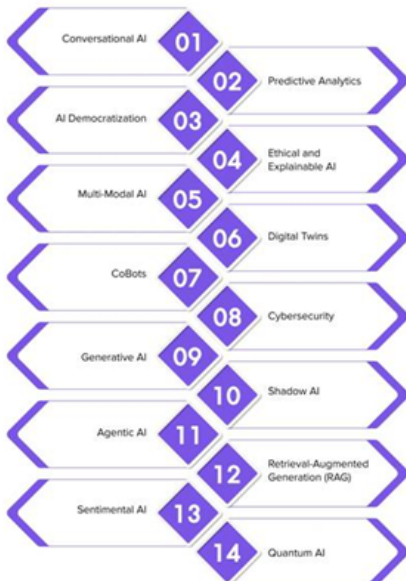 Conversational AI
01
02
Predictive Analytics
AI Democratization
03
04
Ethical and
Explainable AI
Multi-Modal AI
05
06
Digital Twins
CoBots
07
08
Cybersecurity
Generative AI
09
10
Shadow AI
Agentic AI
11
12
Retrieval-Augmented
Generation (RAG)
Sentimental AI
13
14
Quantum AI